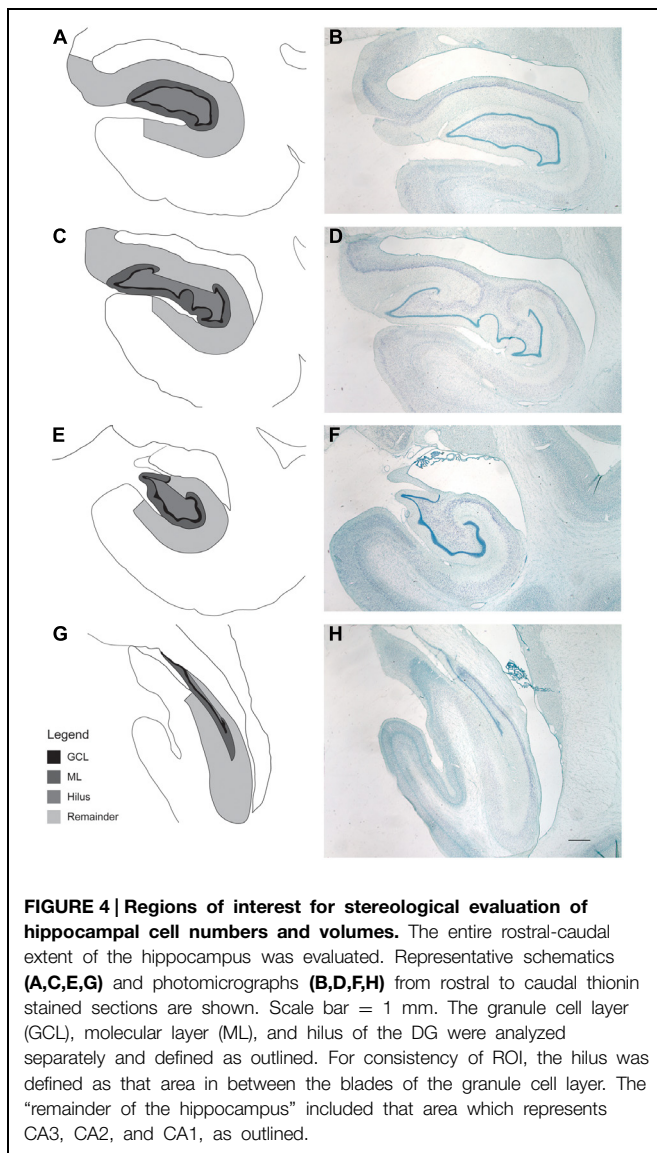 A
B
C
D
E
F
G
H
Legend
GCL
ML
Hilus
Remainder
FIGURE 4 | Regions of interest for stereological evaluation of
hippocampal cell numbers and volumes. The entire rostral-caudal
extent of the hippocampus was evaluated. Representative schematics
(A,C,E,G) and photomicrographs (B,D,F,H) from rostral to caudal thionin
stained sections are shown. Scale bar = 1 mm. The granule cell layer
(GCL), molecular layer (ML), and hilus of the DG were analyzed
separately and defined as outlined. For consistency of ROI, the hilus was
defined as that area in between the blades of the granule cell layer. The
“remainder of the hippocampus” included that area which represents
CA3, CA2, and CA1, as outlined.